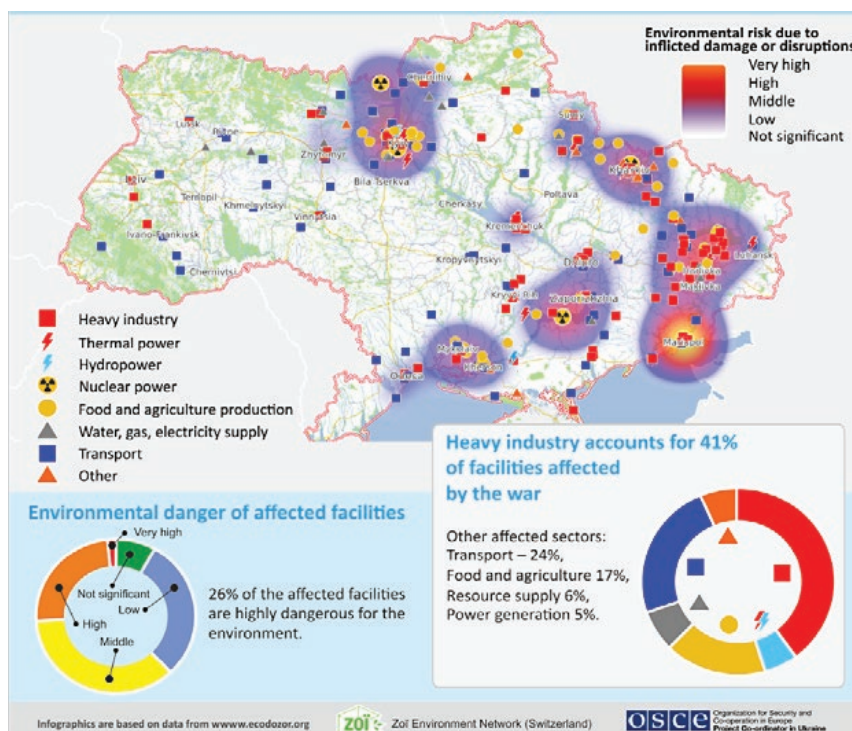 Environmental risk due to
inflicted damage or disruptions
Very high
High
Middle
Low
Not significant
Chernihiv
Sumy
Lutsk
Rivne
Kyiv
Zhytomyr
Kharkiv
Lviv
Bila Tserkva
Poltava
Ternopil
Khmelnytskyi
Cherkasy
Vinnytsia
Kremenchuk
Ivano-Frankivsk
Luhansk
Chernivtsi
Kropyvnytskyi
Dnipro
Makiivka
Kryvyi Rih
Zaporizhzhia
Mariupol
Mykolaiv
Kherson
Odesa
Heavy industry
Thermal power
Hydropower
Nuclear power
Food and agriculture production
Water, gas, electricity supply
Transport
Other
Heavy industry accounts for 41%
of facilities affected
by the war
Other affected sectors:
Transport – 24%,
Food and agriculture 17%,
Resource supply 6%,
Power generation 5%.
Environmental danger of affected facilities
Very high
Not significant
Low
High
Middle
26% of the affected facilities
are highly dangerous for the
environment.
Infographics are based on data from wwww.ecodozor.org
zoï
Zoï Environment Network (Switzerland)
OSCE
Organization for Security and
Co-operation in Europe
Project Co-ordinator in Ukraine